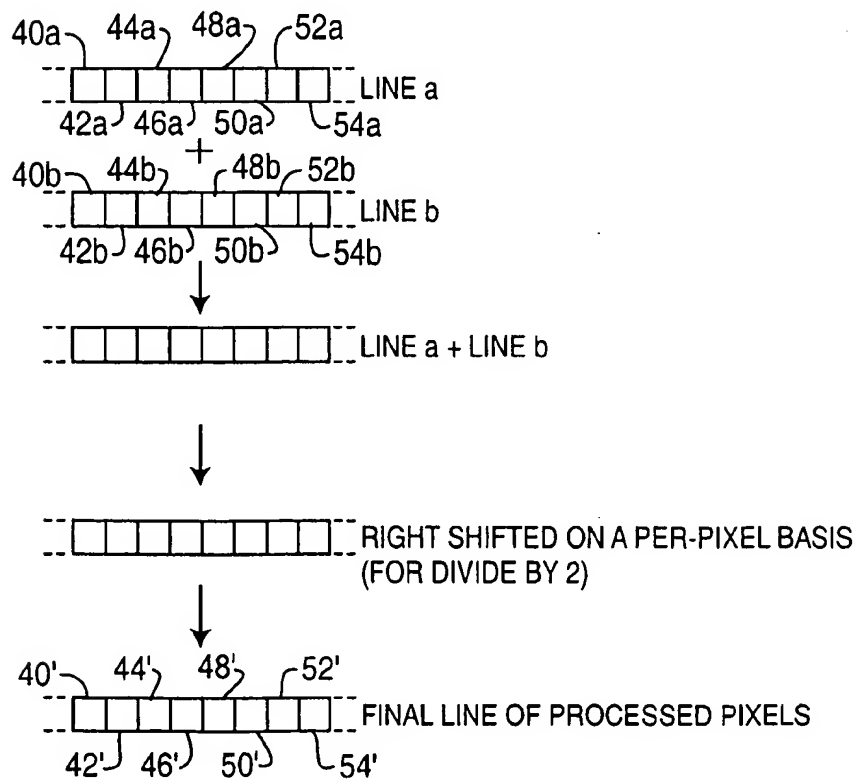 40a 44a 48a 52a
LINE a
42a 46a 50a 54a
+
40b 44b 48b 52b
LINE b
42b 46b 50b 54b
LINE a + LINE b
RIGHT SHIFTED ON A PER-PIXEL BASIS
(FOR DIVIDE BY 2)
40' 44' 48' 52'
FINAL LINE OF PROCESSED PIXELS
42' 46' 50' 54'